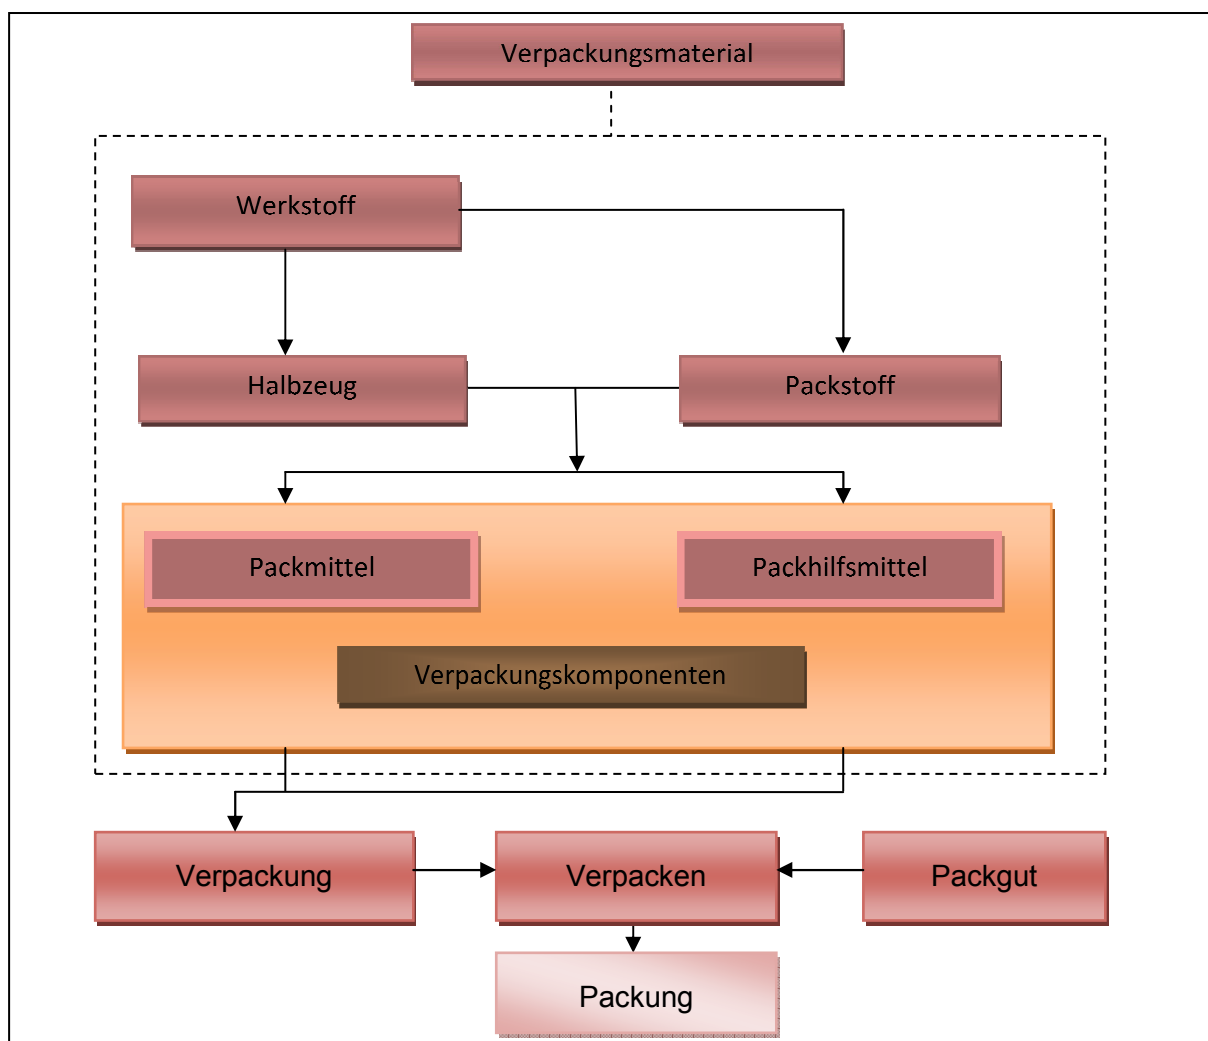 Verpackungsmaterial
Werkstoff
Halbzeug
Packstoff
Packmittel
Packhilfsmittel
Verpackungskomponenten
Verpackung
Verpacken
Packgut
Packung